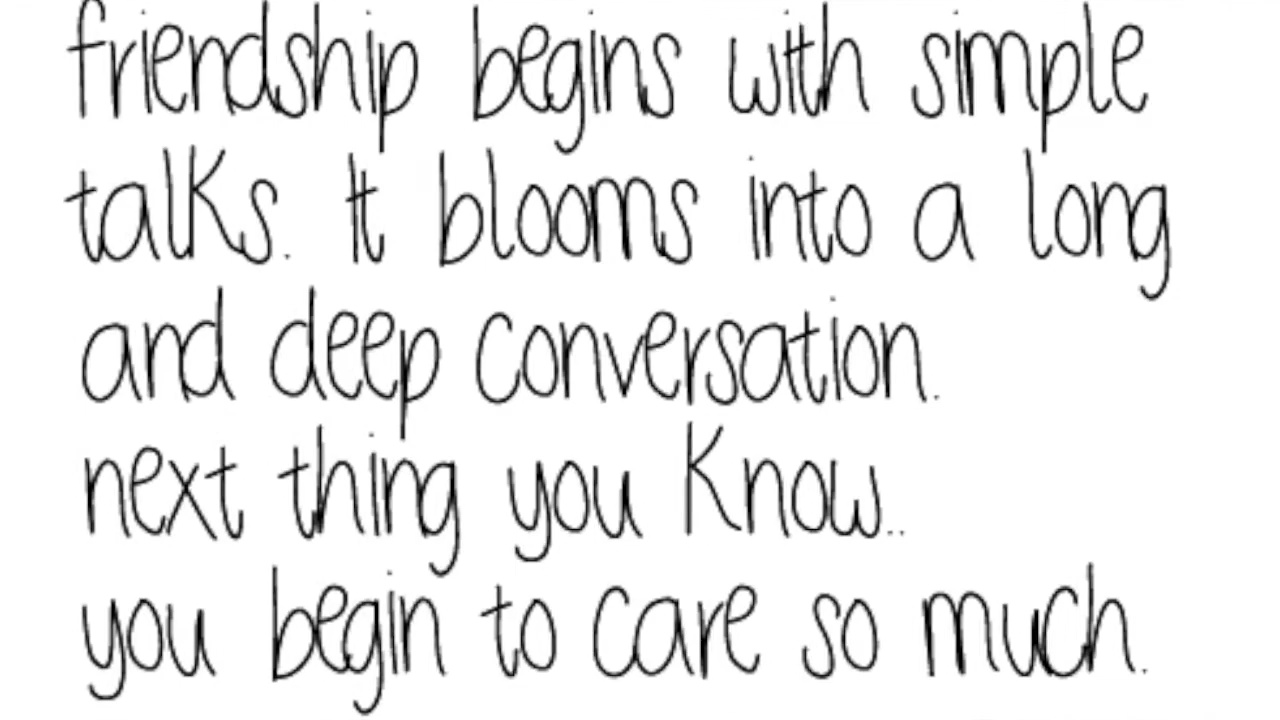 friendship begins with simple
talks. It blooms into a long
and deep conversation.
next thing you know..
you begin to care so much.